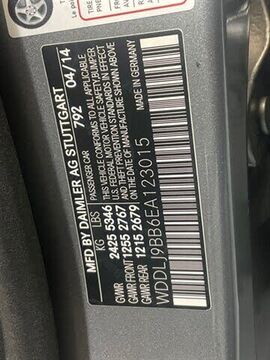 MFD BY DAIMLER AG STUTTGART
PASSENGER CAR 792 04/14
THIS VEHICLE CONFORMS TO ALL APPLICABLE
U.S. FEDERAL MOTOR VEHICLE SAFETY BUMPER
AND THEFT PREVENTION STANDARDS IN EFFECT
ON THE DATE OF MANUFACTURE SHOWN ABOVE
KG LBS
2425 5346
GAWR FRONT 1255 2767
GAWR REAR 1215 2679
MADE IN GERMANY
WDDLJ9BB6EA123015